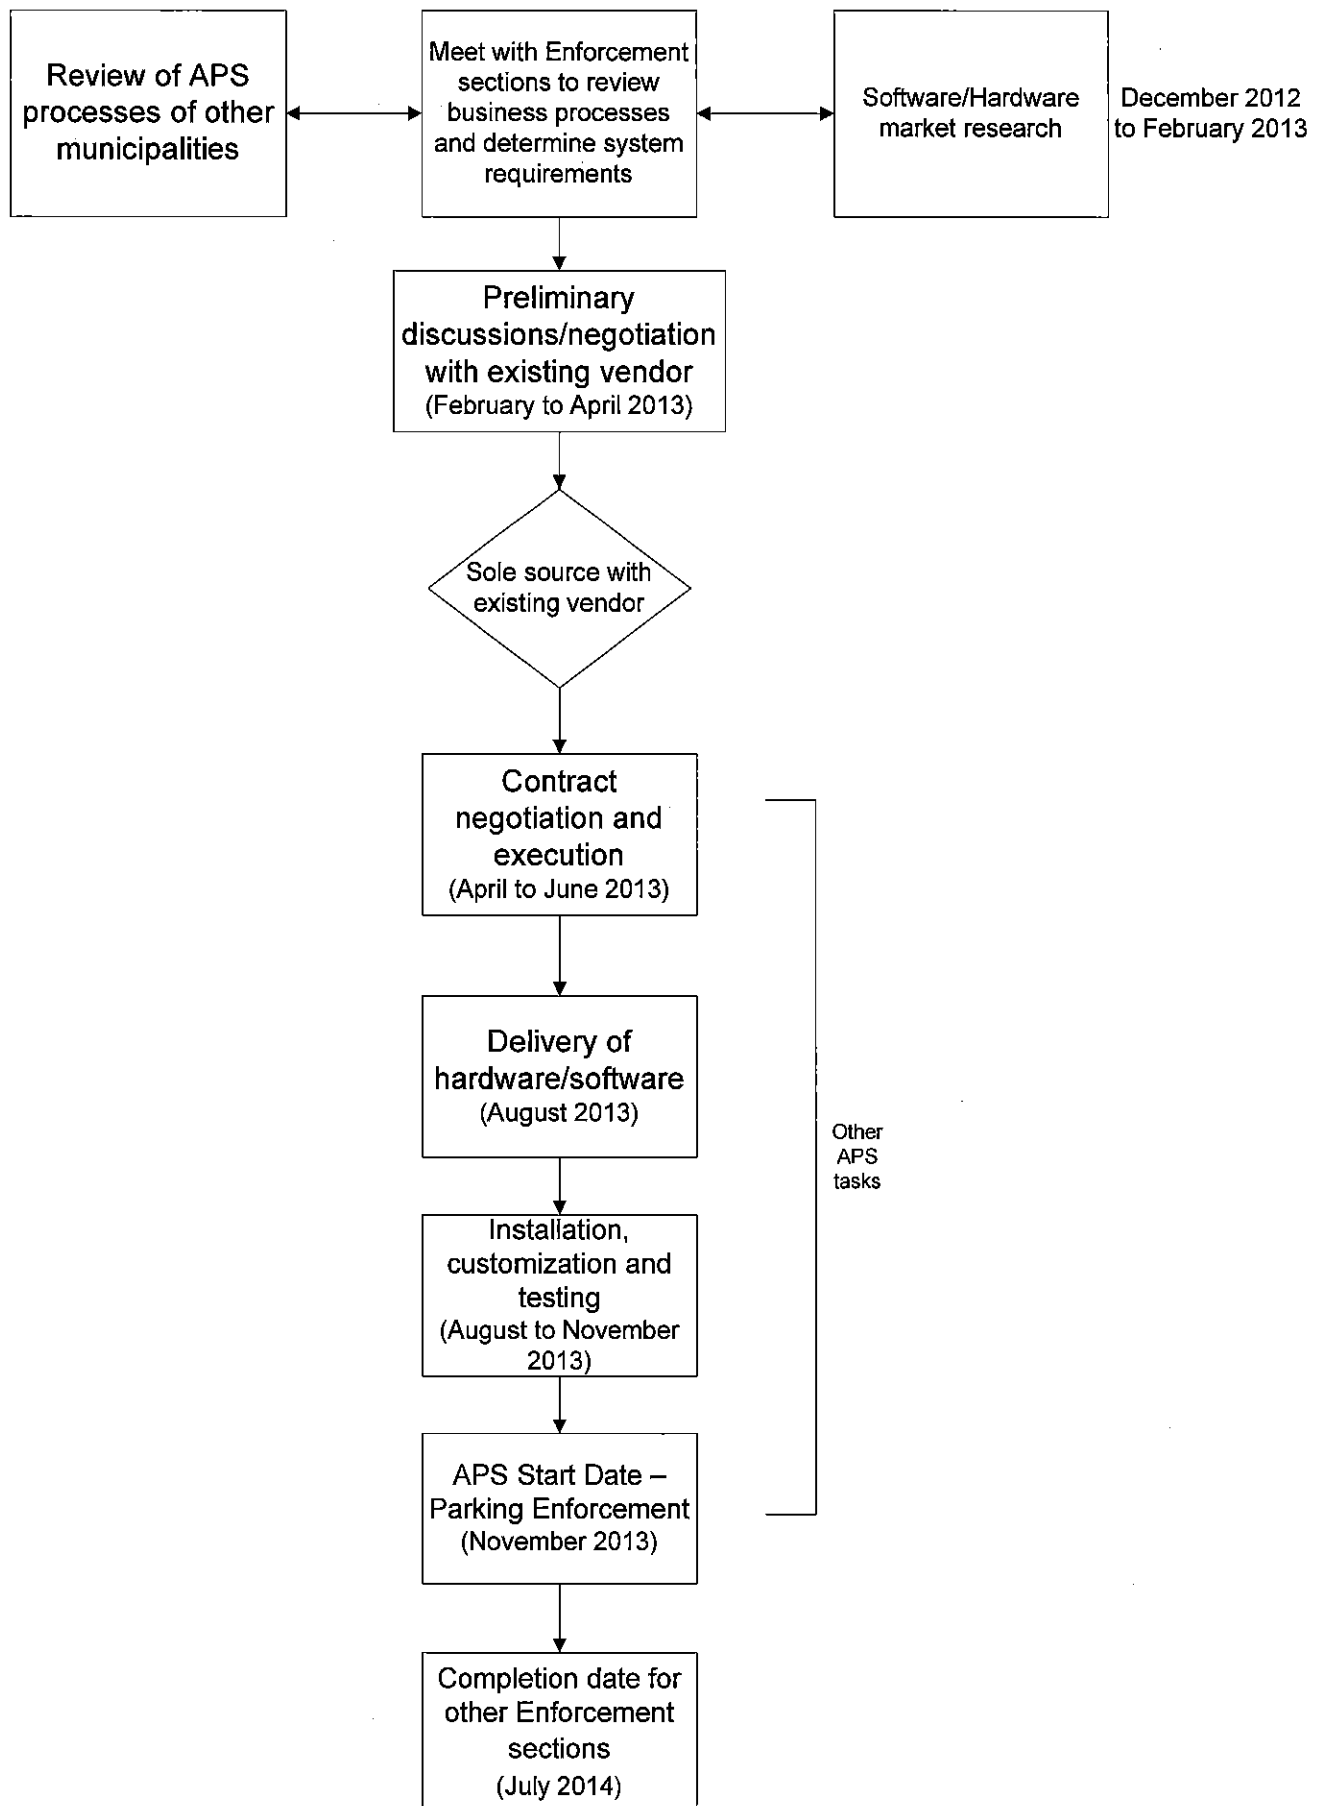 Review of APS
processes of other
municipalities
Meet with Enforcement
sections to review
business processes
and determine system
requirements
Software/Hardware
market research
December 2012
to February 2013
Preliminary
discussions/negotiation
with existing vendor
(February to April 2013)
Sole source with
existing vendor
Contract
negotiation and
execution
(April to June 2013)
Delivery of
hardware/software
(August 2013)
Other
APS
tasks
Installation,
customization and
testing
(August to November
2013)
APS Start Date –
Parking Enforcement
(November 2013)
Completion date for
other Enforcement
sections
(July 2014)